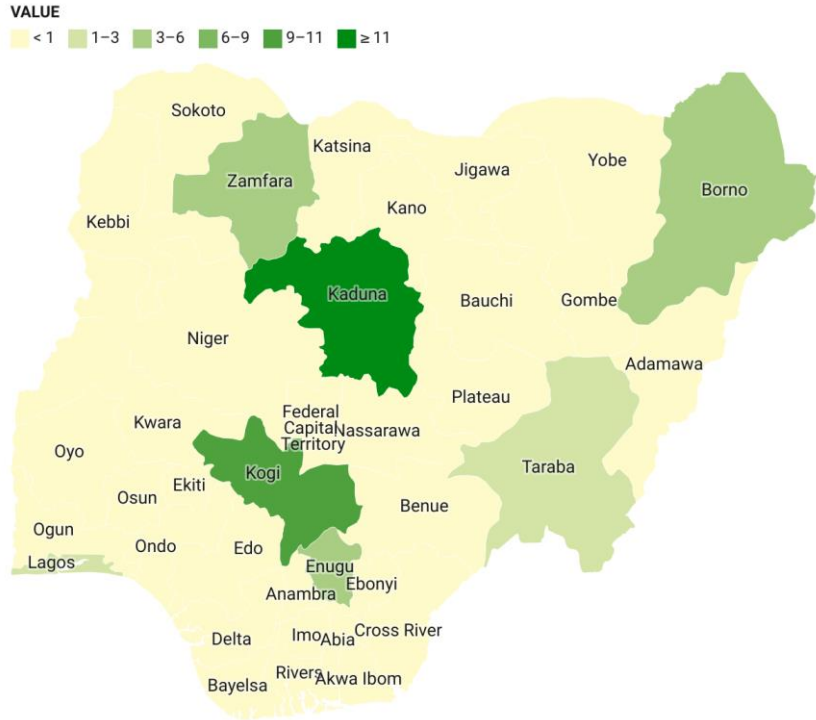 VALUE
< 1 1–3 3–6 6–9 9–11 ≥ 11
Sokoto
Katsina
Yobe
Jigawa
Zamfara
Borno
Kano
Kebbi
Kaduna
Bauchi
Gombe
Niger
Adamawa
Plateau
Federal
Capital
Territory
Nassarawa
Kwara
Oyo
Taraba
Kogi
Ekiti
Osun
Benue
Ogun
Ondo
Edo
Lagos
Enugu
Ebonyi
Anambra
Delta
Imo
Abia
Cross River
Rivers
Akwa Ibom
Bayelsa